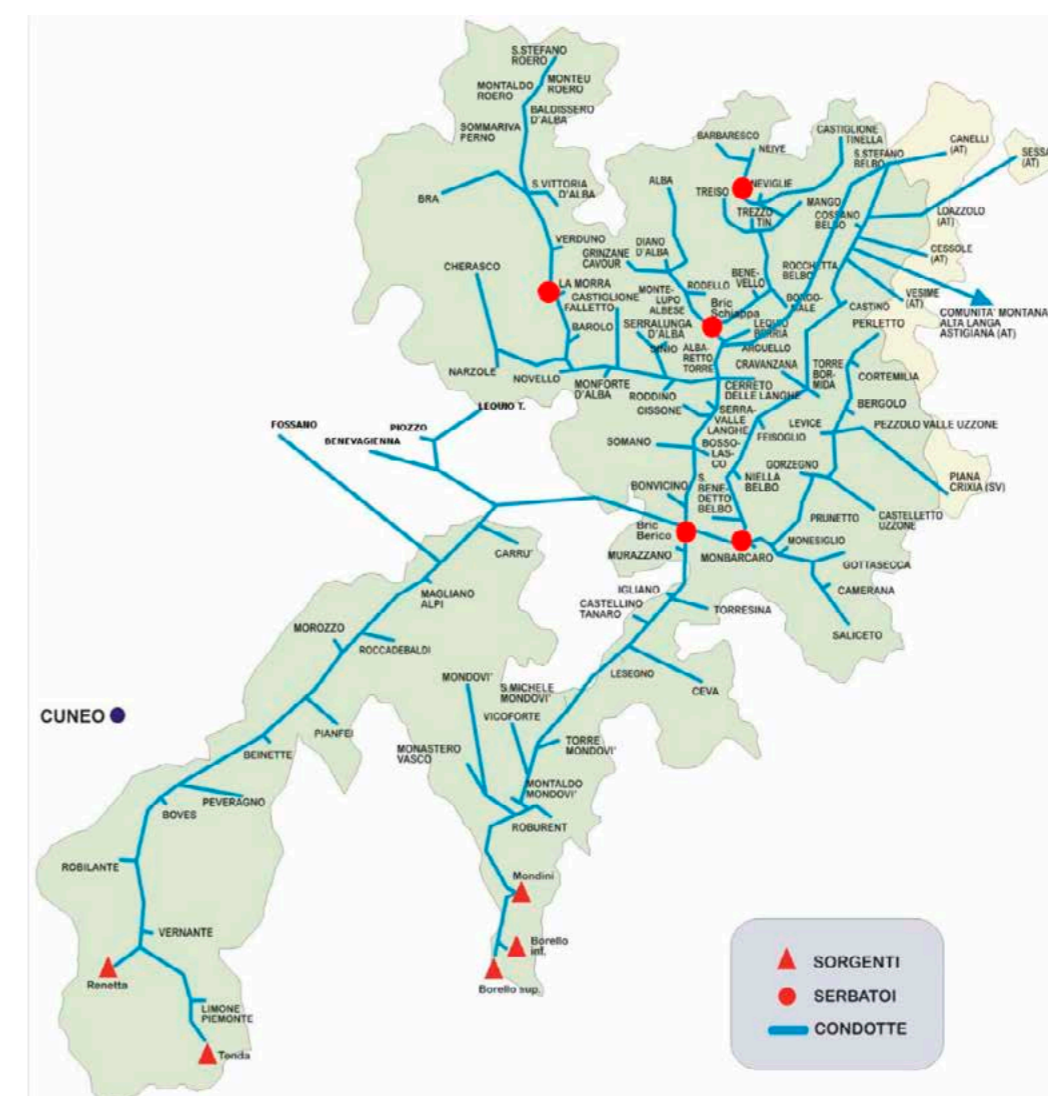 S.STEFANO
ROERO
MONTEU
ROERO
MONTALDO
ROERO
BALDISSERO
D'ALBA
SOMMARIVA
PERNO
S.VITTORIA
D'ALBA
BRA
VERDUNO
CHERASCO
LA MORRA
CASTIGLIONE
FALLETTO
BAROLO
NARZOLE
NOVELLO
MONFORTE
D'ALBA
SERRALUNGA
D'ALBA
SINIO
RODDINO
BARBARESCO
NEIVE
CASTIGLIONE
TINELLA
CANELLI
(AT)
SESSA
(AT)
S.STEFANO
BELBO
ALBA
TREISO
NEVIGLIE
MANGO
TREZZO
TIN
COSSANO
BELBO
LOAZZOLO
(AT)
DIANO
D'ALBA
GRINZANE
CAVOUR
CESSOLE
(AT)
ROCCHETTA
BELBO
BENE-
VELLO
RODELLO
MONTE-
LUPO
ALBESE
Bric
Schiappa
VESIME
(AT)
CASTINO
COMUNITA' MONTANA
ALTA LANGA
ASTIGIANA (AT)
PERLETTO
LEQUIO
BERRIA
ARGUELLO
ALBA-
RETTO
TORRE
CRAVANZANA
TORRE
BOR-
MIDA
CORTEMILIA
CERRETO
DELLE LANGHE
CISSONE
SERRA-
VALLE
LANGHE
BERGOLO
LEVICE
FEISOGLIO
PEZZOLO VALLE UZZONE
SOMANO
BOSSO-
LAS-
CO
GORZEGNO
PIANA
CRIXIA (SV)
NIELLA
BELBO
BONVICINO
S.
BENE-
DETTO
BELBO
PRUNETTO
CASTELLETTO
UZZONE
LEQUIO T.
FOSSANO
PIOZZO
BENEVAGIENNA
Bric
Berico
MURAZZANO
MONBARCARO
MONESIGLIO
GOTTASECCA
CAMERANA
SALICETO
CARRU'
IGLIANO
CASTELLINO
TANARO
TORRESINA
MAGLIANO
ALPI
MOROZZO
ROCCADEBALDI
LESEGNO
CEVA
MONDOVI'
S.MICHELE
MONDOVI'
VICOFORTE
CUNEO
PIANFEI
BEINETTE
MONASTERO
VASCO
TORRE
MONDOVI'
MONTALDO
MONDOVI'
PEVERAGNO
BOVES
ROBURENT
ROBILANTE
Mondini
VERNANTE
Borello
inf.
Renetta
Borello sup.
LIMONE
PIEMONTE
Tenda
SORGENTI
SERBATOI
CONDOTTE